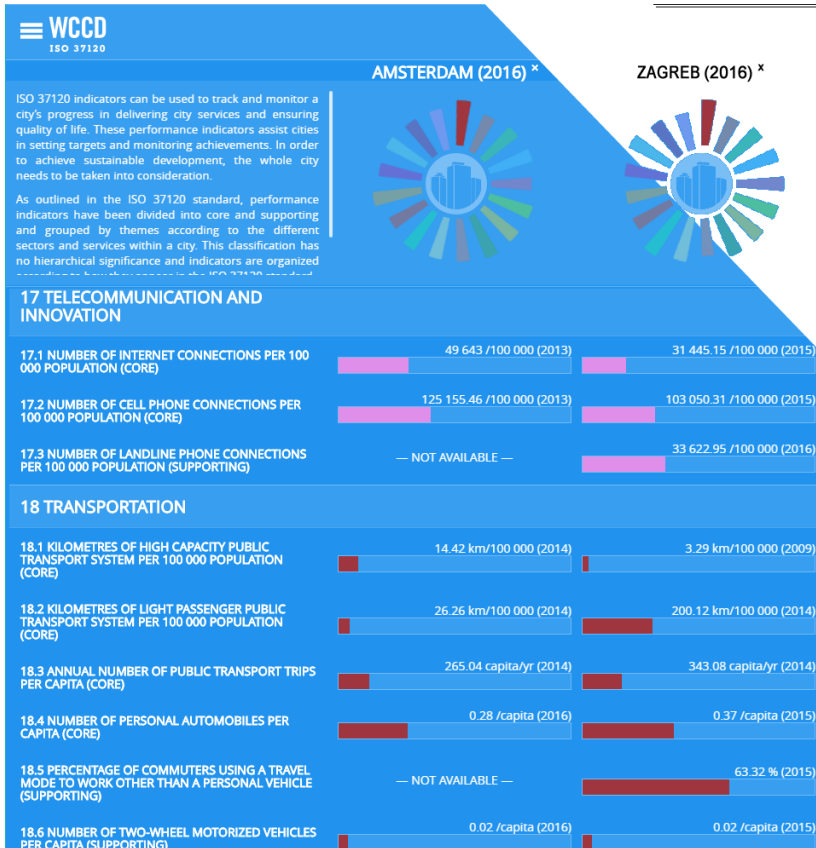 WCCD
ISO 37120
AMSTERDAM (2016) x
ZAGREB (2016) x
ISO 37120 indicators can be used to track and monitor a
city's progress in delivering city services and ensuring
quality of life. These performance indicators assist cities
in setting targets and monitoring achievements. In order
to achieve sustainable development, the whole city
needs to be taken into consideration.
As outlined in the ISO 37120 standard, performance
indicators have been divided into core and supporting
and grouped by themes according to the different
sectors and services within a city. This classification has
no hierarchical significance and indicators are organized
according to how they appear in the ISO 37120 standard.
17 TELECOMMUNICATION AND
INNOVATION
17.1 NUMBER OF INTERNET CONNECTIONS PER 100
000 POPULATION (CORE)
49 643 /100 000 (2013)
31 445.15 /100 000 (2015)
17.2 NUMBER OF CELL PHONE CONNECTIONS PER
100 000 POPULATION (CORE)
125 155.46 /100 000 (2013)
103 050.31 /100 000 (2015)
17.3 NUMBER OF LANDLINE PHONE CONNECTIONS
PER 100 000 POPULATION (SUPPORTING)
— NOT AVAILABLE —
33 622.95 /100 000 (2016)
18 TRANSPORTATION
18.1 KILOMETRES OF HIGH CAPACITY PUBLIC
TRANSPORT SYSTEM PER 100 000 POPULATION
(CORE)
14.42 km/100 000 (2014)
3.29 km/100 000 (2009)
18.2 KILOMETRES OF LIGHT PASSENGER PUBLIC
TRANSPORT SYSTEM PER 100 000 POPULATION
(CORE)
26.26 km/100 000 (2014)
200.12 km/100 000 (2014)
18.3 ANNUAL NUMBER OF PUBLIC TRANSPORT TRIPS
PER CAPITA (CORE)
265.04 capita/yr (2014)
343.08 capita/yr (2014)
18.4 NUMBER OF PERSONAL AUTOMOBILES PER
CAPITA (CORE)
0.28 /capita (2016)
0.37 /capita (2015)
18.5 PERCENTAGE OF COMMUTERS USING A TRAVEL
MODE TO WORK OTHER THAN A PERSONAL VEHICLE
(SUPPORTING)
— NOT AVAILABLE —
63.32 % (2015)
18.6 NUMBER OF TWO-WHEEL MOTORIZED VEHICLES
PER CAPITA (SUPPORTING)
0.02 /capita (2016)
0.02 /capita (2015)